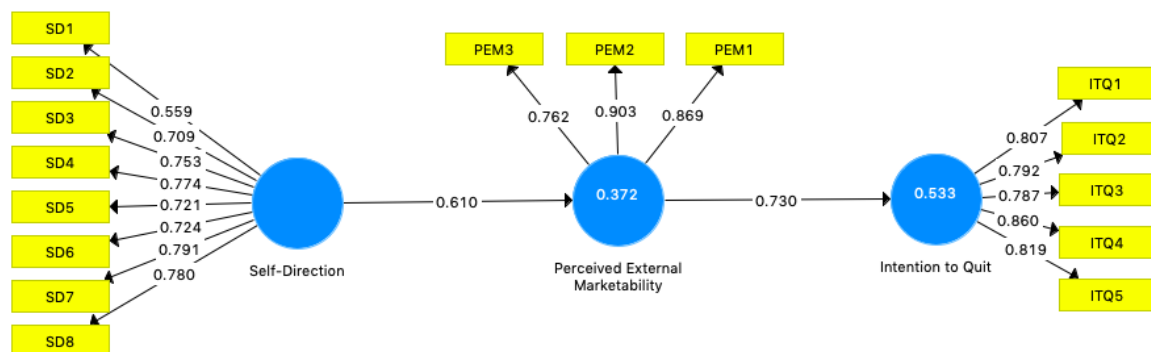 SD1
SD2
SD3
SD4
SD5
SD6
SD7
SD8
0.559
0.709
0.753
0.774
0.721
0.724
0.791
0.780
Self-Direction
0.610
PEM3
PEM2
PEM1
0.762
0.903
0.869
0.372
Perceived External
Marketability
0.730
0.533
Intention to Quit
0.807
0.792
0.787
0.860
0.819
ITQ1
ITQ2
ITQ3
ITQ4
ITQ5